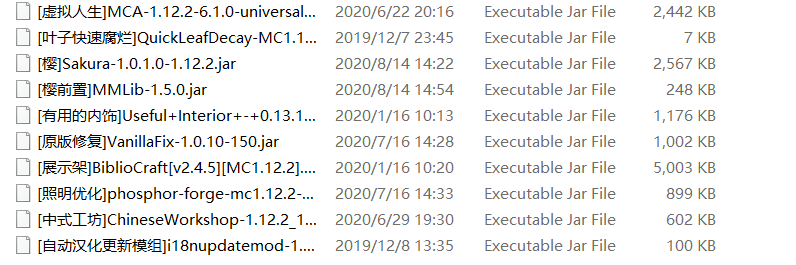 [虚拟人生]MCA-1.12.2-6.1.0-universal... 2020/6/22 20:16 Executable Jar File 2,442 KB
[叶子快速腐烂]QuickLeafDecay-MC1.1... 2019/12/7 23:45 Executable Jar File 7 KB
[樱]Sakura-1.0.1.0-1.12.2.jar 2020/8/14 14:22 Executable Jar File 2,567 KB
[樱前置]MMLib-1.5.0.jar 2020/8/14 14:54 Executable Jar File 248 KB
[有用的内饰]Useful+Interior+-+0.13.1... 2020/1/16 10:13 Executable Jar File 1,176 KB
[原版修复]VanillaFix-1.0.10-150.jar 2020/7/16 14:28 Executable Jar File 1,002 KB
[展示架]BiblioCraft[v2.4.5][MC1.12.2].... 2020/1/16 10:20 Executable Jar File 5,003 KB
[照明优化]phosphor-forge-mc1.12.2-... 2020/7/16 14:33 Executable Jar File 899 KB
[中式工坊]ChineseWorkshop-1.12.2_1... 2020/6/29 19:30 Executable Jar File 602 KB
[自动汉化更新模组]i18nupdatemod-1.... 2019/12/8 13:35 Executable Jar File 100 KB